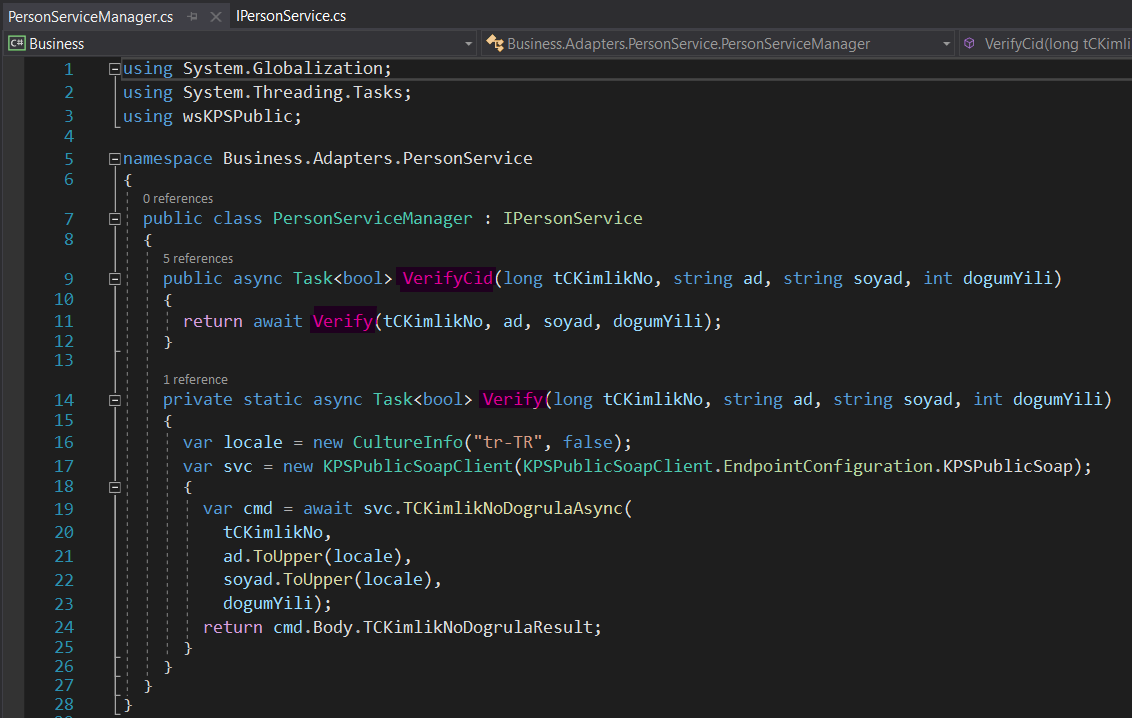 PersonServiceManager.cs IPersonService.cs
C# Business Business.Adapters.PersonService.PersonServiceManager VerifyCid(long tCKimli
1 using System.Globalization;
2 using System.Threading.Tasks;
3 using wsKPSPublic;
4
5 namespace Business.Adapters.PersonService
6 {
0 references
7 public class PersonServiceManager : IPersonService
8 {
5 references
9 public async Task<bool> VerifyCid(long tCKimlikNo, string ad, string soyad, int dogumYili)
10 {
11 return await Verify(tCKimlikNo, ad, soyad, dogumYili);
12 }
13
1 reference
14 private static async Task<bool> Verify(long tCKimlikNo, string ad, string soyad, int dogumYili)
15 {
16 var locale = new CultureInfo("tr-TR", false);
17 var svc = new KPSPublicSoapClient(KPSPublicSoapClient.EndpointConfiguration.KPSPublicSoap);
18 {
19 var cmd = await svc.TCKimlikNoDogrulaAsync(
20 tCKimlikNo,
21 ad.ToUpper(locale),
22 soyad.ToUpper(locale),
23 dogumYili);
24 return cmd.Body.TCKimlikNoDogrulaResult;
25 }
26 }
27 }
28 }